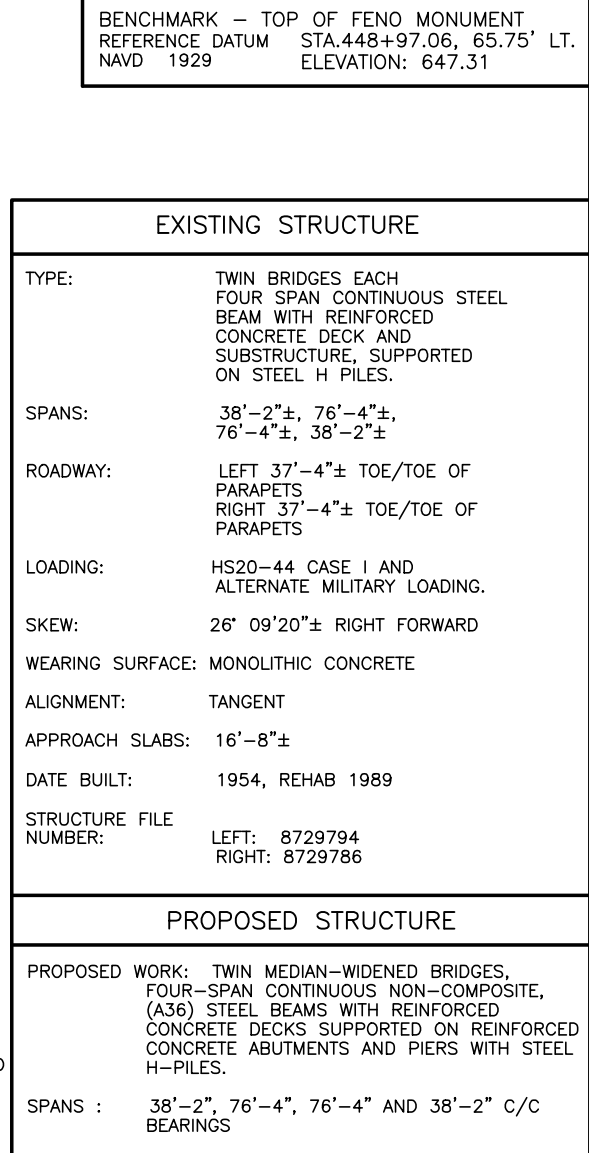 BENCHMARK – TOP OF FENO MONUMENT
REFERENCE DATUM STA.448+97.06, 65.75' LT.
NAVD 1929 ELEVATION: 647.31
EXISTING STRUCTURE
TYPE: TWIN BRIDGES EACH
FOUR SPAN CONTINUOUS STEEL
BEAM WITH REINFORCED
CONCRETE DECK AND
SUBSTRUCTURE, SUPPORTED
ON STEEL H PILES.
SPANS: 38'–2"±, 76'–4"±,
76'–4"±, 38'–2"±
ROADWAY: LEFT 37'–4"± TOE/TOE OF
PARAPETS
RIGHT 37'–4"± TOE/TOE OF
PARAPETS
LOADING: HS20–44 CASE I AND
ALTERNATE MILITARY LOADING.
SKEW: 26° 09'20"± RIGHT FORWARD
WEARING SURFACE: MONOLITHIC CONCRETE
ALIGNMENT: TANGENT
APPROACH SLABS: 16'–8"±
DATE BUILT: 1954, REHAB 1989
STRUCTURE FILE
NUMBER: LEFT: 8729794
RIGHT: 8729786
PROPOSED STRUCTURE
PROPOSED WORK: TWIN MEDIAN–WIDENED BRIDGES,
FOUR–SPAN CONTINUOUS NON–COMPOSITE,
(A36) STEEL BEAMS WITH REINFORCED
CONCRETE DECKS SUPPORTED ON REINFORCED
CONCRETE ABUTMENTS AND PIERS WITH STEEL
H–PILES.
SPANS : 38'–2", 76'–4", 76'–4" AND 38'–2" C/C
BEARINGS